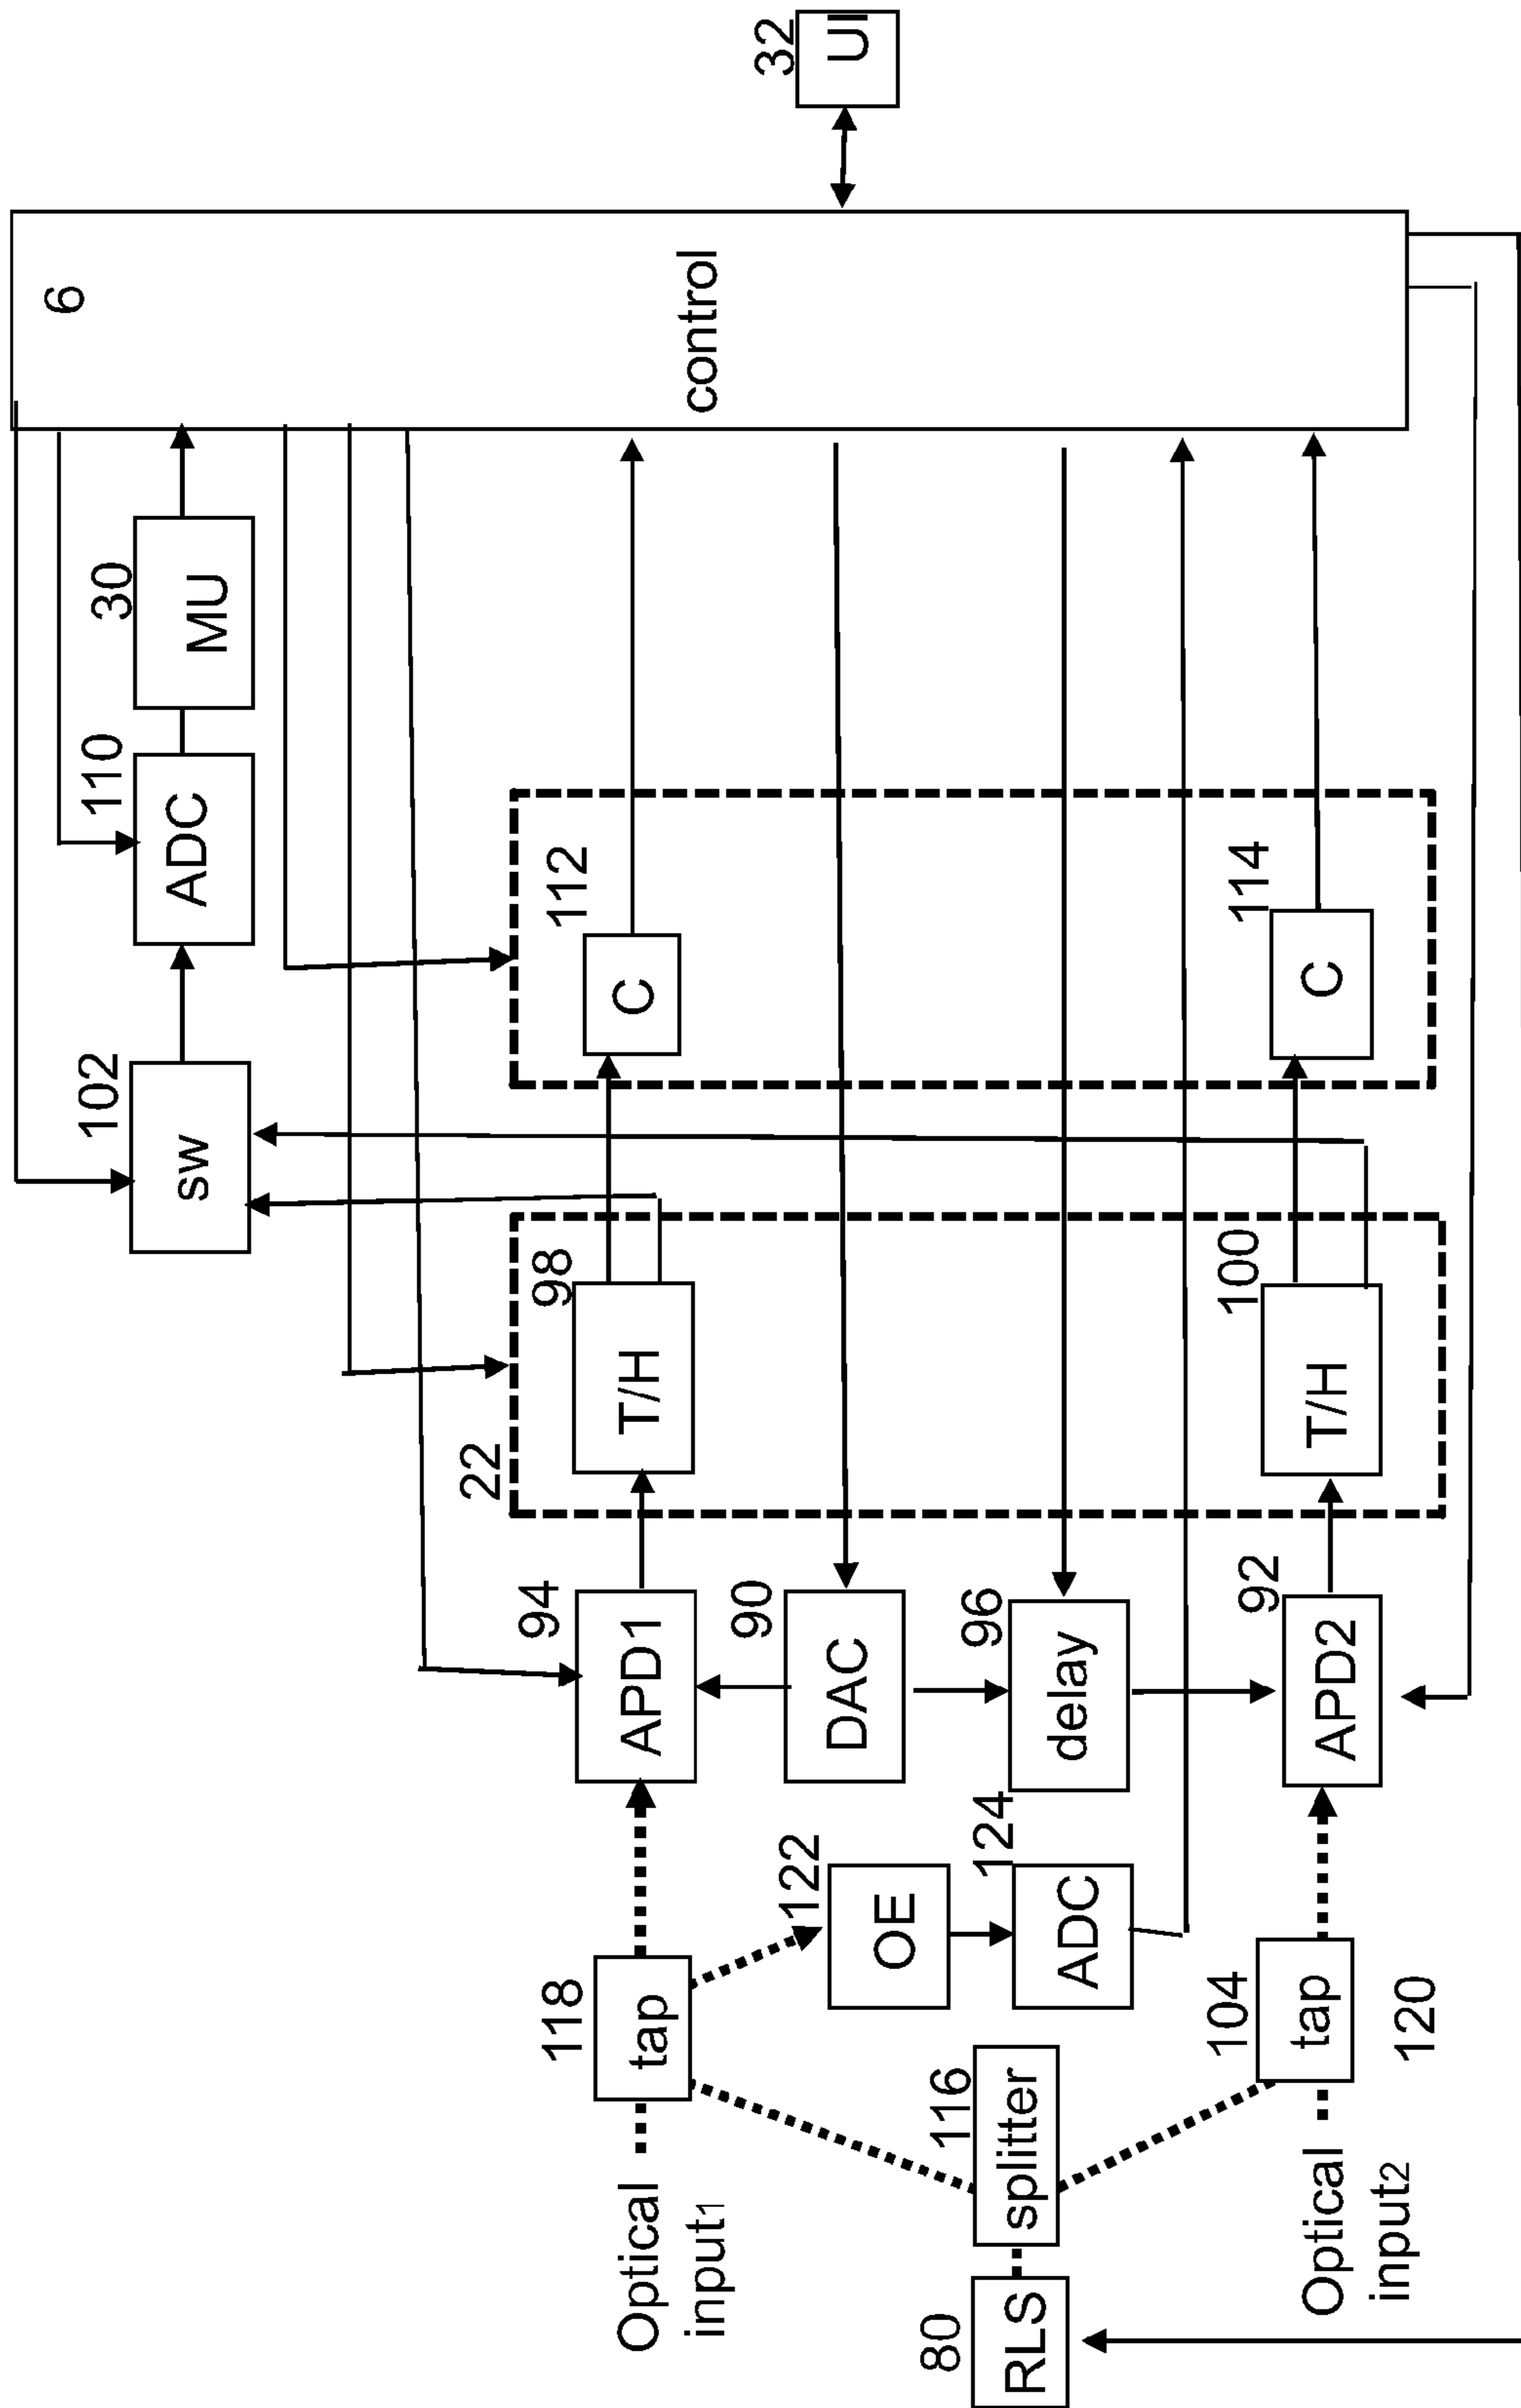 6
control
32
UI
102
sw
110
ADC
30
MU
22
98
T/H
112
C
118
tap
94
APD1
Optical
input1
122
OE
90
DAC
124
ADC
96
delay
80
RLS
116
splitter
104
tap
120
Optical
input2
92
APD2
100
T/H
114
C